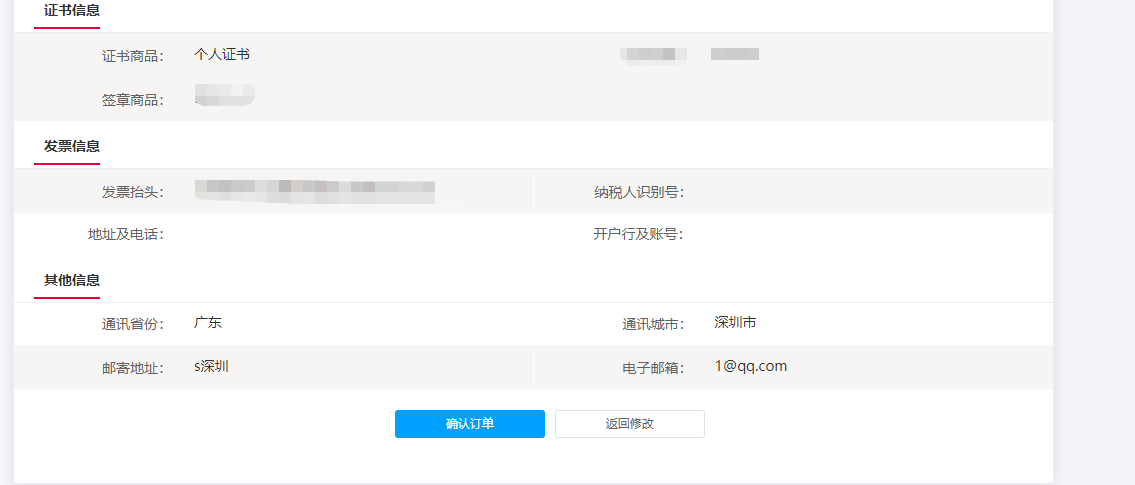 证书信息
证书商品: 个人证书
签章商品:
发票信息
发票抬头: 纳税人识别号:
地址及电话: 开户行及账号:
其他信息
通讯省份: 广东 通讯城市: 深圳市
邮寄地址: s深圳 电子邮箱: 1@qq.com
确认订单 返回修改